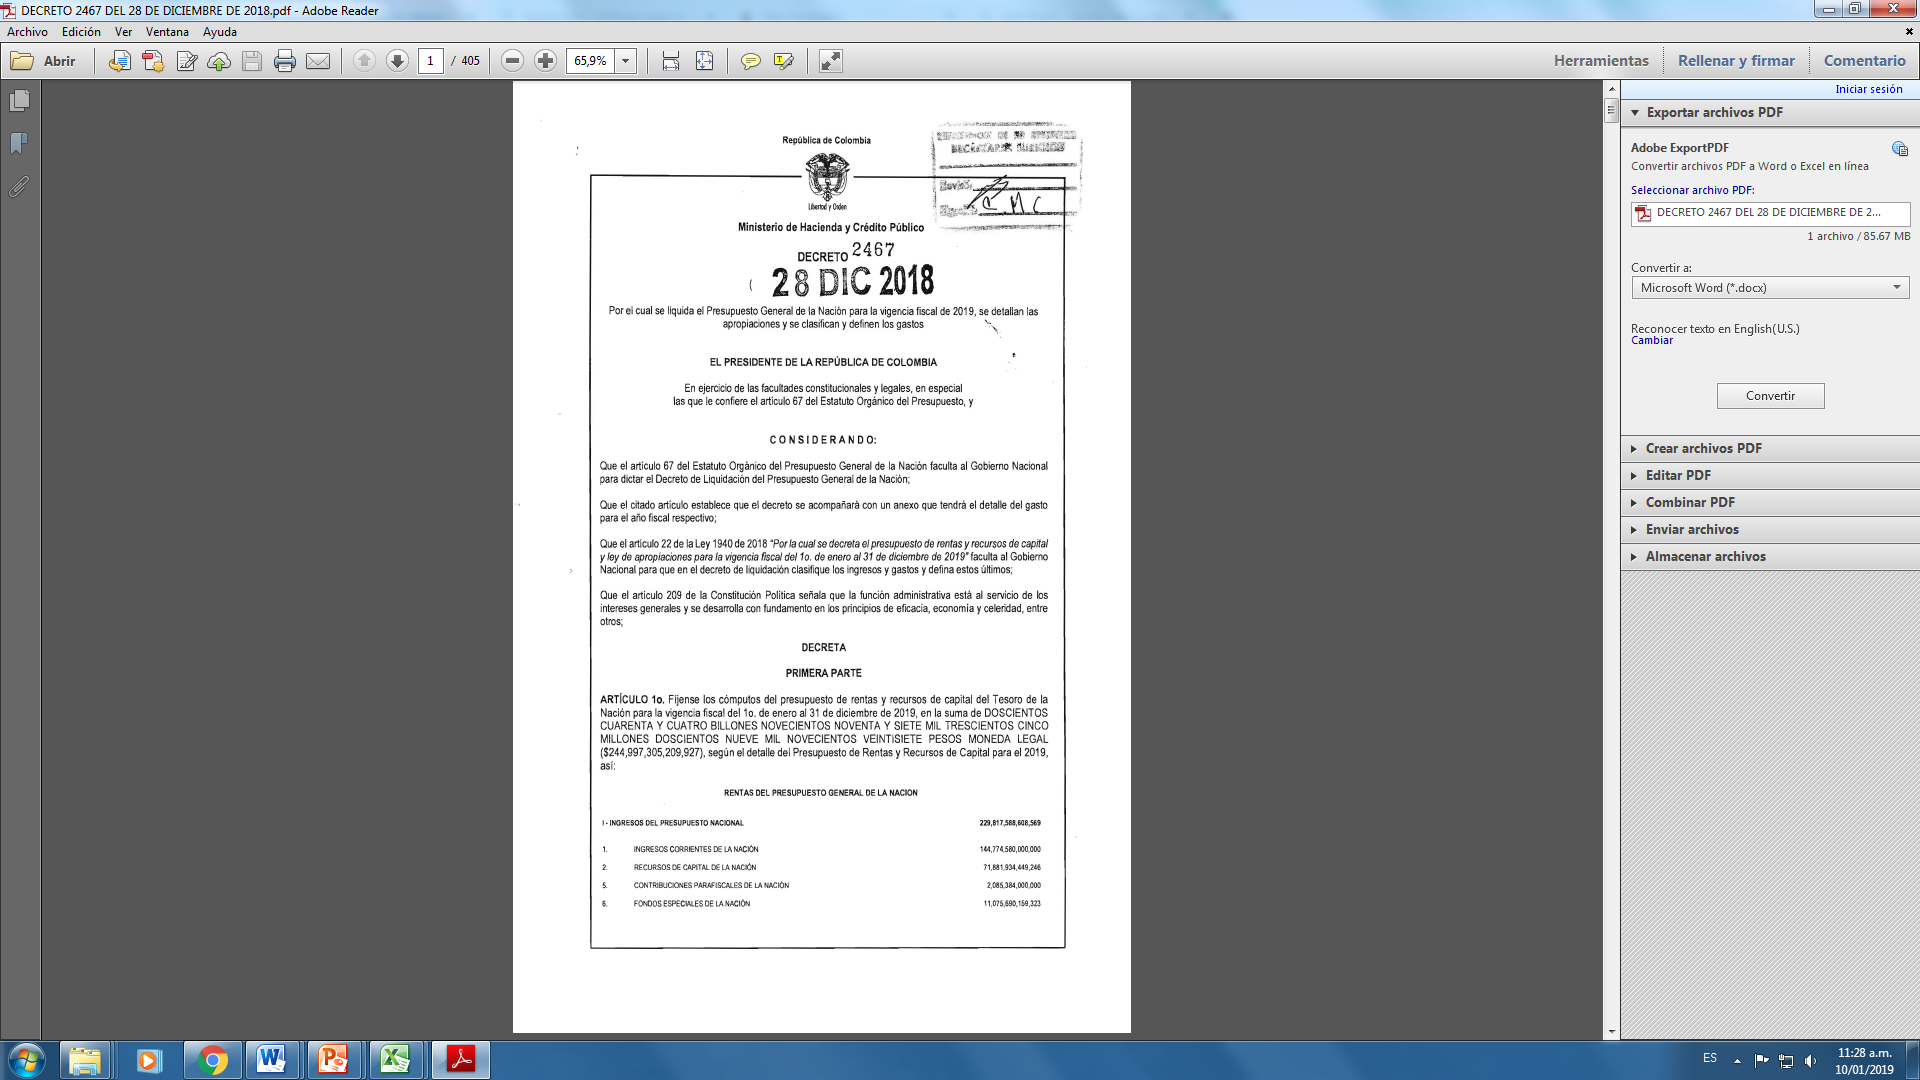 DECRETO 2467 DEL 28 DE DICIEMBRE DE 2018.pdf - Adobe Reader
Archivo Edición Ver Ventana Ayuda
Abrir
1 / 405
65,9%
Herramientas Rellenar y firmar Comentario
Iniciar sesión
República de Colombia
Libertad y Orden
Ministerio de Hacienda y Crédito Público
DECRETO 2467
28 DIC 2018
Por el cual se liquida el Presupuesto General de la Nación para la vigencia fiscal de 2019, se detallan las
apropiaciones y se clasifican y definen los gastos
EL PRESIDENTE DE LA REPÚBLICA DE COLOMBIA
En ejercicio de las facultades constitucionales y legales, en especial
las que le confiere el artículo 67 del Estatuto Orgánico del Presupuesto, y
CONSIDERANDO:
Que el artículo 67 del Estatuto Orgánico del Presupuesto General de la Nación faculta al Gobierno Nacional
para dictar el Decreto de Liquidación del Presupuesto General de la Nación;
Que el citado artículo establece que el decreto se acompañará con un anexo que tendrá el detalle del gasto
para el año fiscal respectivo;
Que el artículo 22 de la Ley 1940 de 2018 "Por la cual se decreta el presupuesto de rentas y recursos de capital
y ley de apropiaciones para la vigencia fiscal del 1o. de enero al 31 de diciembre de 2019" faculta al Gobierno
Nacional para que en el decreto de liquidación clasifique los ingresos y gastos y defina estos últimos;
Que el artículo 209 de la Constitución Política señala que la función administrativa está al servicio de los
intereses generales y se desarrolla con fundamento en los principios de eficacia, economía y celeridad, entre
otros;
DECRETA
PRIMERA PARTE
ARTÍCULO 1o. Fíjense los cómputos del presupuesto de rentas y recursos de capital del Tesoro de la
Nación para la vigencia fiscal del 1o. de enero al 31 de diciembre de 2019, en la suma de DOSCIENTOS
CUARENTA Y CUATRO BILLONES NOVECIENTOS NOVENTA Y SIETE MIL TRESCIENTOS CINCO
MILLONES DOSCIENTOS NUEVE MIL NOVECIENTOS VEINTISIETE PESOS MONEDA LEGAL
($244,997,305,209,927), según el detalle del Presupuesto de Rentas y Recursos de Capital para el 2019,
así:
RENTAS DEL PRESUPUESTO GENERAL DE LA NACION
I - INGRESOS DEL PRESUPUESTO NACIONAL 229,817,588,608,569
1. INGRESOS CORRIENTES DE LA NACIÓN 144,774,580,000,000
2. RECURSOS DE CAPITAL DE LA NACIÓN 71,881,934,449,246
5. CONTRIBUCIONES PARAFISCALES DE LA NACIÓN 2,085,384,000,000
6. FONDOS ESPECIALES DE LA NACIÓN 11,075,690,159,323
Exportar archivos PDF
Adobe ExportPDF
Convertir archivos PDF a Word o Excel en línea
Seleccionar archivo PDF:
DECRETO 2467 DEL 28 DE DICIEMBRE DE 2...
1 archivo / 85.67 MB
Convertir a:
Microsoft Word (*.docx)
Reconocer texto en English(U.S.)
Cambiar
Convertir
Crear archivos PDF
Editar PDF
Combinar PDF
Enviar archivos
Almacenar archivos
ES
11:28 a.m.
10/01/2019